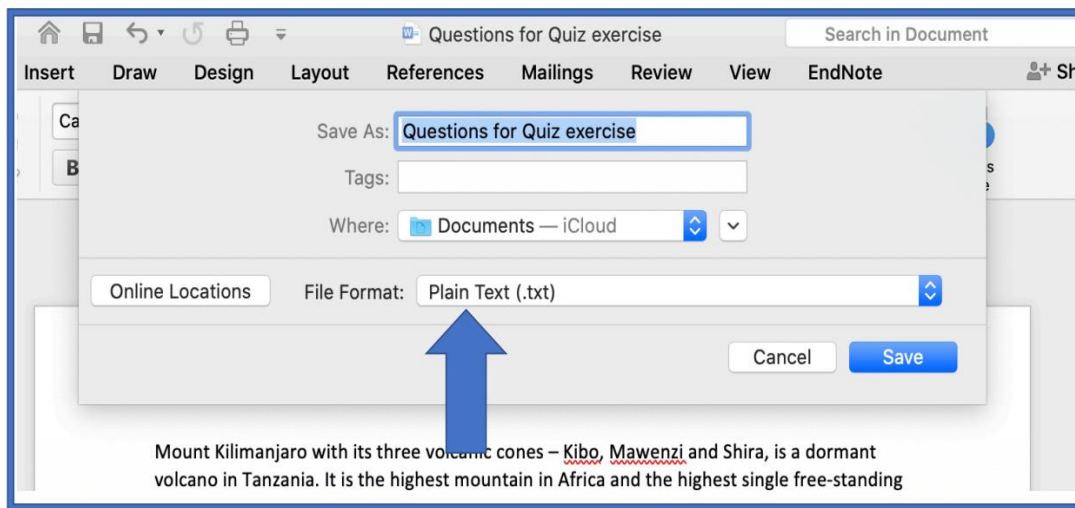 Questions for Quiz exercise
Search in Document
Insert Draw Design Layout References Mailings Review View EndNote Sh
Ca
Save As: Questions for Quiz exercise
B
s
Tags:
Where: Documents — iCloud
Online Locations File Format: Plain Text (.txt)
Cancel Save
Mount Kilimanjaro with its three volcanic cones – Kibo, Mawenzi and Shira, is a dormant
volcano in Tanzania. It is the highest mountain in Africa and the highest single free-standing